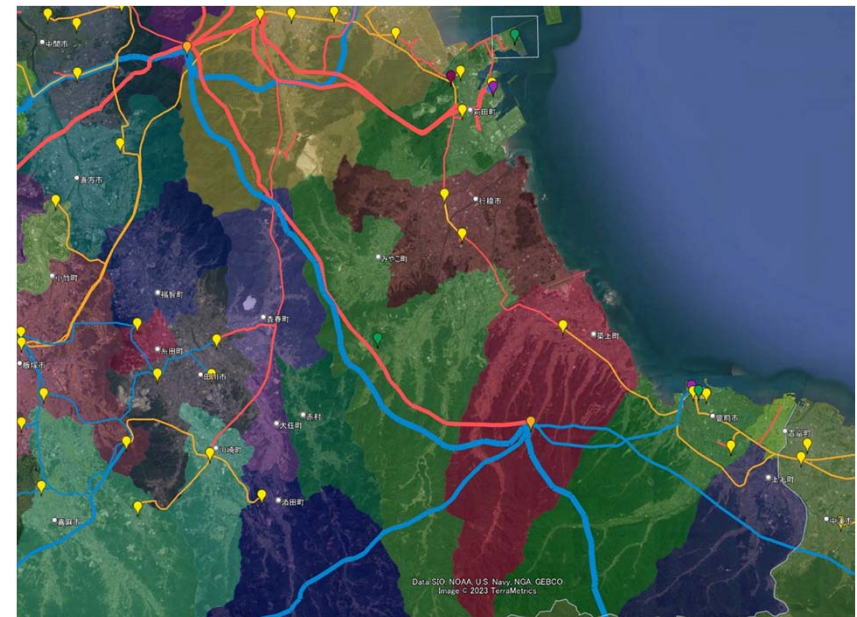 中間市
苅田町
直方市
行橋市
みやこ町
小竹町
福智町
香春町
築上町
糸田町
飯塚市
田川市
赤村
豊前市
大任町
吉富町
川崎町
上毛町
添田町
嘉麻市
中津市
Data SIO, NOAA, U.S. Navy, NGA, GEBCO
Image © 2023 TerraMetrics